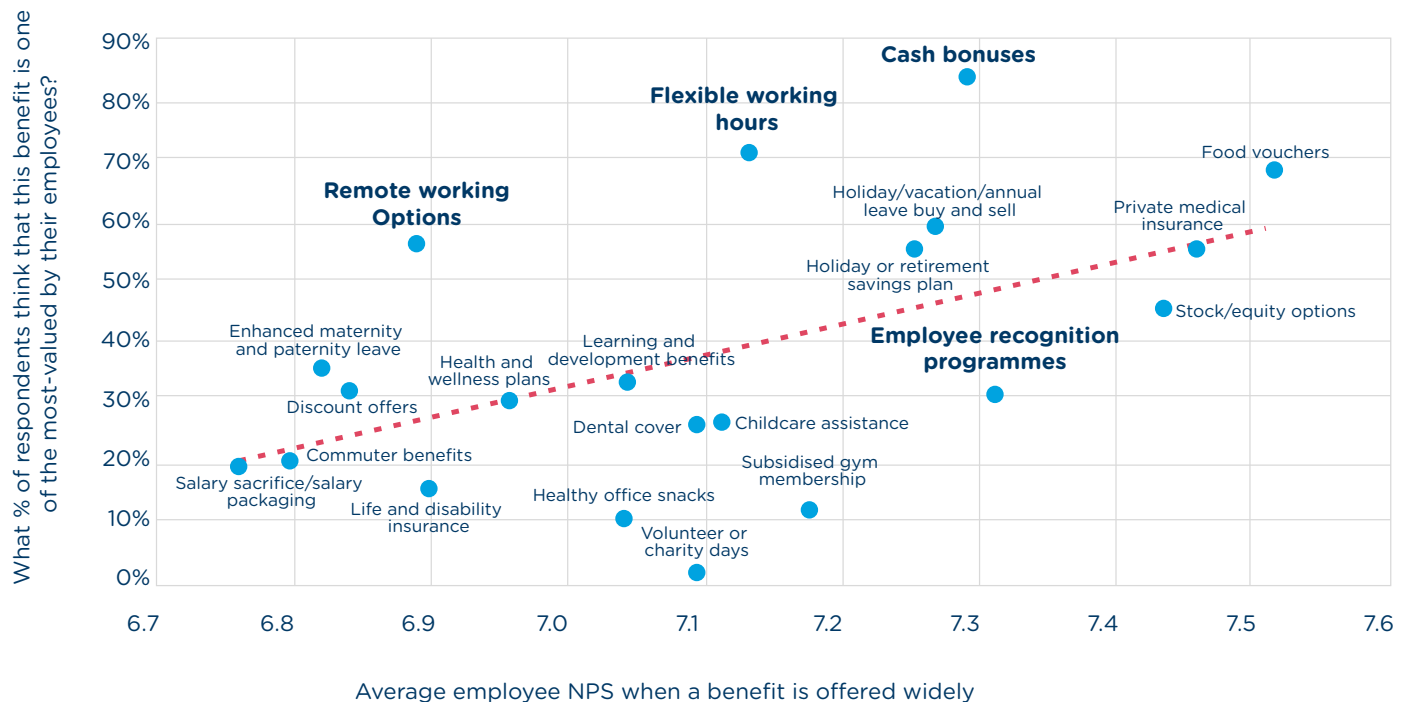 What % of respondents think that this benefit is one
of the most-valued by their employees?
90%
80%
70%
60%
50%
40%
30%
20%
10%
0%
Cash bonuses
Flexible working
hours
Food vouchers
Remote working
Options
Holiday/vacation/annual
leave buy and sell
Private medical
insurance
Holiday or retirement
savings plan
Stock/equity options
Enhanced maternity
and paternity leave
Learning and
development benefits
Employee recognition
programmes
Health and
wellness plans
Discount offers
Dental cover
Childcare assistance
Commuter benefits
Subsidised gym
membership
Salary sacrifice/salary
packaging
Life and disability
insurance
Healthy office snacks
Volunteer or
charity days
6.7 6.8 6.9 7.0 7.1 7.2 7.3 7.4 7.5 7.6
Average employee NPS when a benefit is offered widely